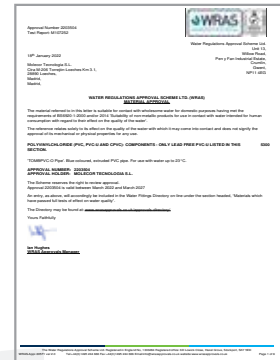 WRAS
APPROVED MATERIAL
Approval Number 2203504
Test Report: M107262
Water Regulations Approval Scheme Ltd.
Unit 13,
Willow Road,
Pen y Fan Industrial Estate,
Crumlin,
Gwent,
NP11 4EG
18th January 2022
Molecor Tecnologia S.L.
Madrid,
Madrid,
WATER REGULATIONS APPROVAL SCHEME LTD. (WRAS)
MATERIAL APPROVAL
The material referred to in this letter is suitable for contact with wholesome water for domestic purposes having met the
requirements of BS6920-1:2000 and/or 2014 'Suitability of non-metallic products for use in contact with water intended for human
consumption with regard to their effect on the quality of the water'.
The reference relates solely to its effect on the quality of the water with which it may come into contact and does not signify the
approval of its mechanical or physical properties for any use.
POLYVINYLCHLORIDE (PVC, PVC-U AND CPVC): COMPONENTS - ONLY LEAD FREE PVC-U LISTED IN THIS
SECTION.
'TOM®PVC-O Pipe'. Blue coloured, extruded PVC pipe. For use with water up to 23°C.
APPROVAL NUMBER: 2203504
APPROVAL HOLDER: MOLECOR TECNOLOGIA S.L.
The Scheme reserves the right to review approval.
Approval 2203504 is valid between March 2022 and March 2027
An entry, as above, will accordingly be included in the Water Fittings Directory on-line under the section headed, "Materials which
have passed full tests of effect on water quality".
The Directory may be found at:
Yours Faithfully
Ian Hughes
WRAS Approvals Manager